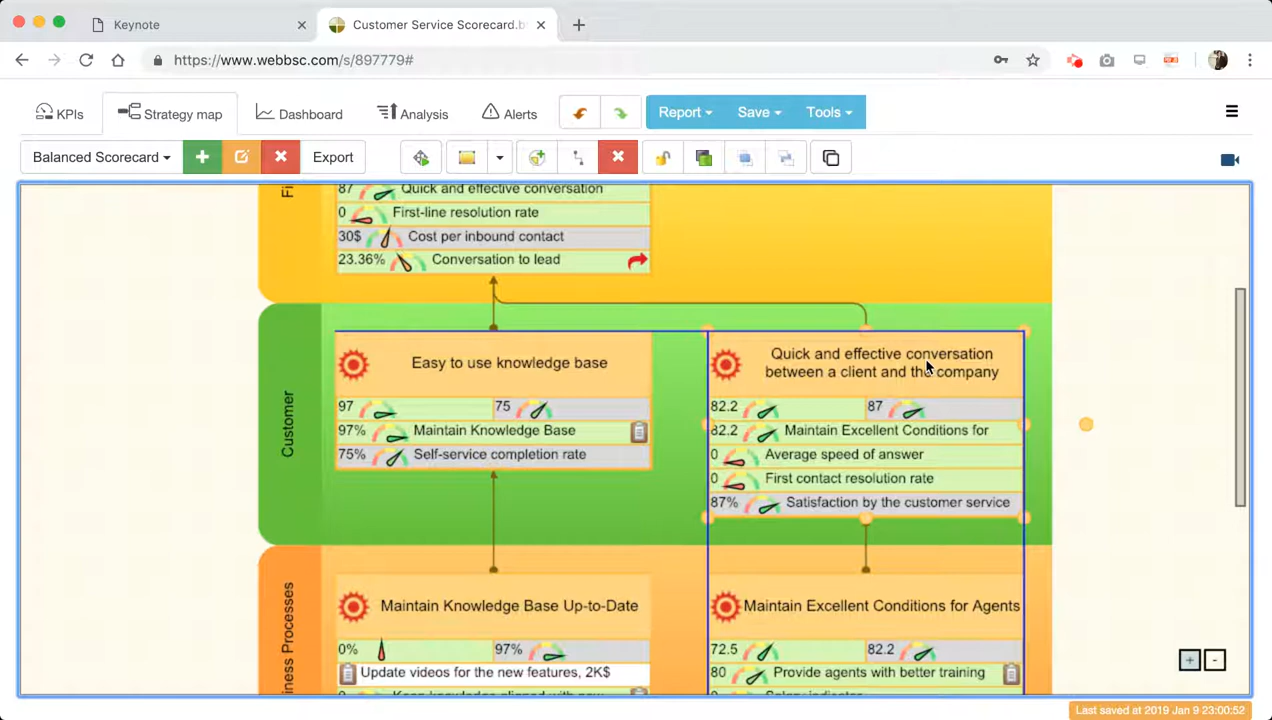 Keynote
Customer Service Scorecard.b
https://www.webbsc.com/s/897779#
KPIs
Strategy map
Dashboard
Analysis
Alerts
Report
Save
Tools
Balanced Scorecard
Export
87 Quick and effective conversation
0 First-line resolution rate
30$ Cost per inbound contact
23.36% Conversation to lead
Customer
Easy to use knowledge base
97 75
97% Maintain Knowledge Base
75% Self-service completion rate
Quick and effective conversation
between a client and the company
82.2 87
82.2 Maintain Excellent Conditions for
0 Average speed of answer
0 First contact resolution rate
87% Satisfaction by the customer service
iness Processes
Maintain Knowledge Base Up-to-Date
0% 97%
Update videos for the new features, 2K$
Maintain Excellent Conditions for Agents
72.5 82.2
80 Provide agents with better training
+ -
Last saved at 2019 Jan 9 23:00:52